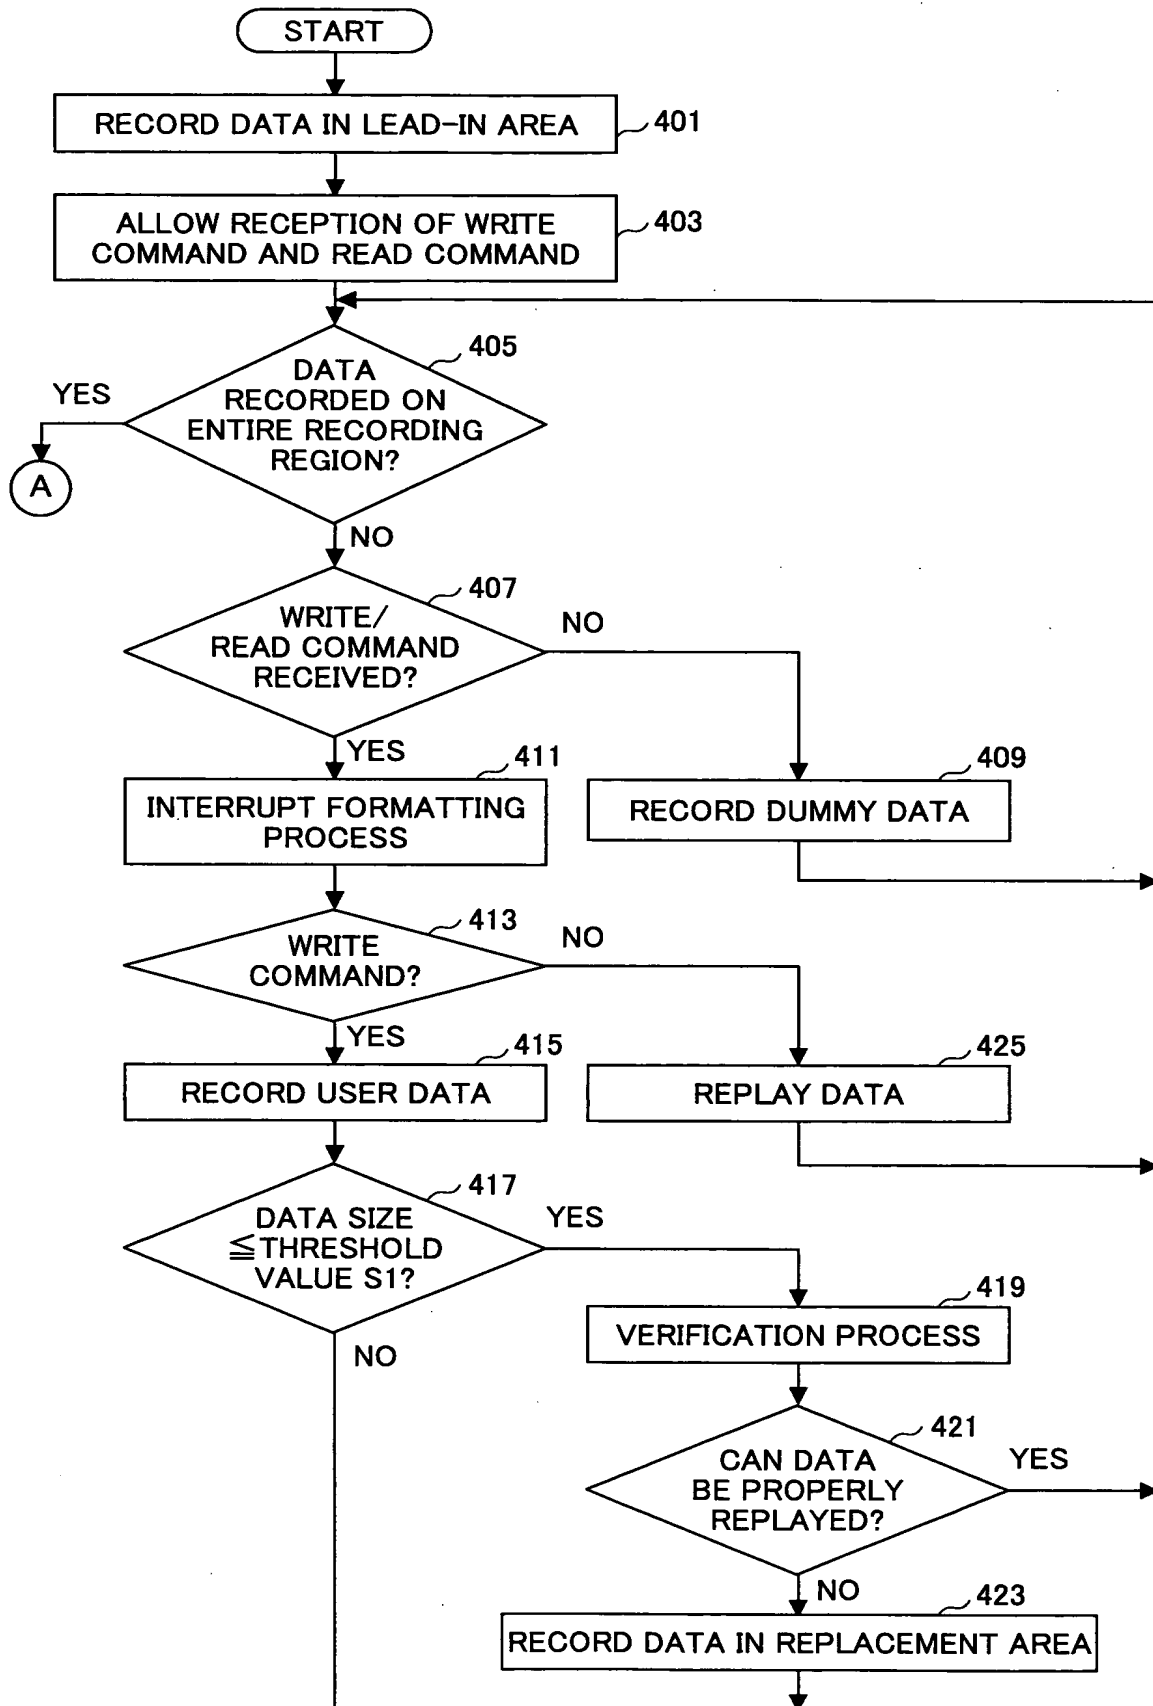 START
RECORD DATA IN LEAD-IN AREA
401
ALLOW RECEPTION OF WRITE
COMMAND AND READ COMMAND
403
405
DATA
RECORDED ON
ENTIRE RECORDING
REGION?
YES
A
NO
407
WRITE/
READ COMMAND
RECEIVED?
NO
YES
411
INTERRUPT FORMATTING
PROCESS
409
RECORD DUMMY DATA
413
WRITE
COMMAND?
NO
YES
415
RECORD USER DATA
425
REPLAY DATA
417
DATA SIZE
≦THRESHOLD
VALUE S1?
YES
NO
419
VERIFICATION PROCESS
421
CAN DATA
BE PROPERLY
REPLAYED?
YES
NO
423
RECORD DATA IN REPLACEMENT AREA